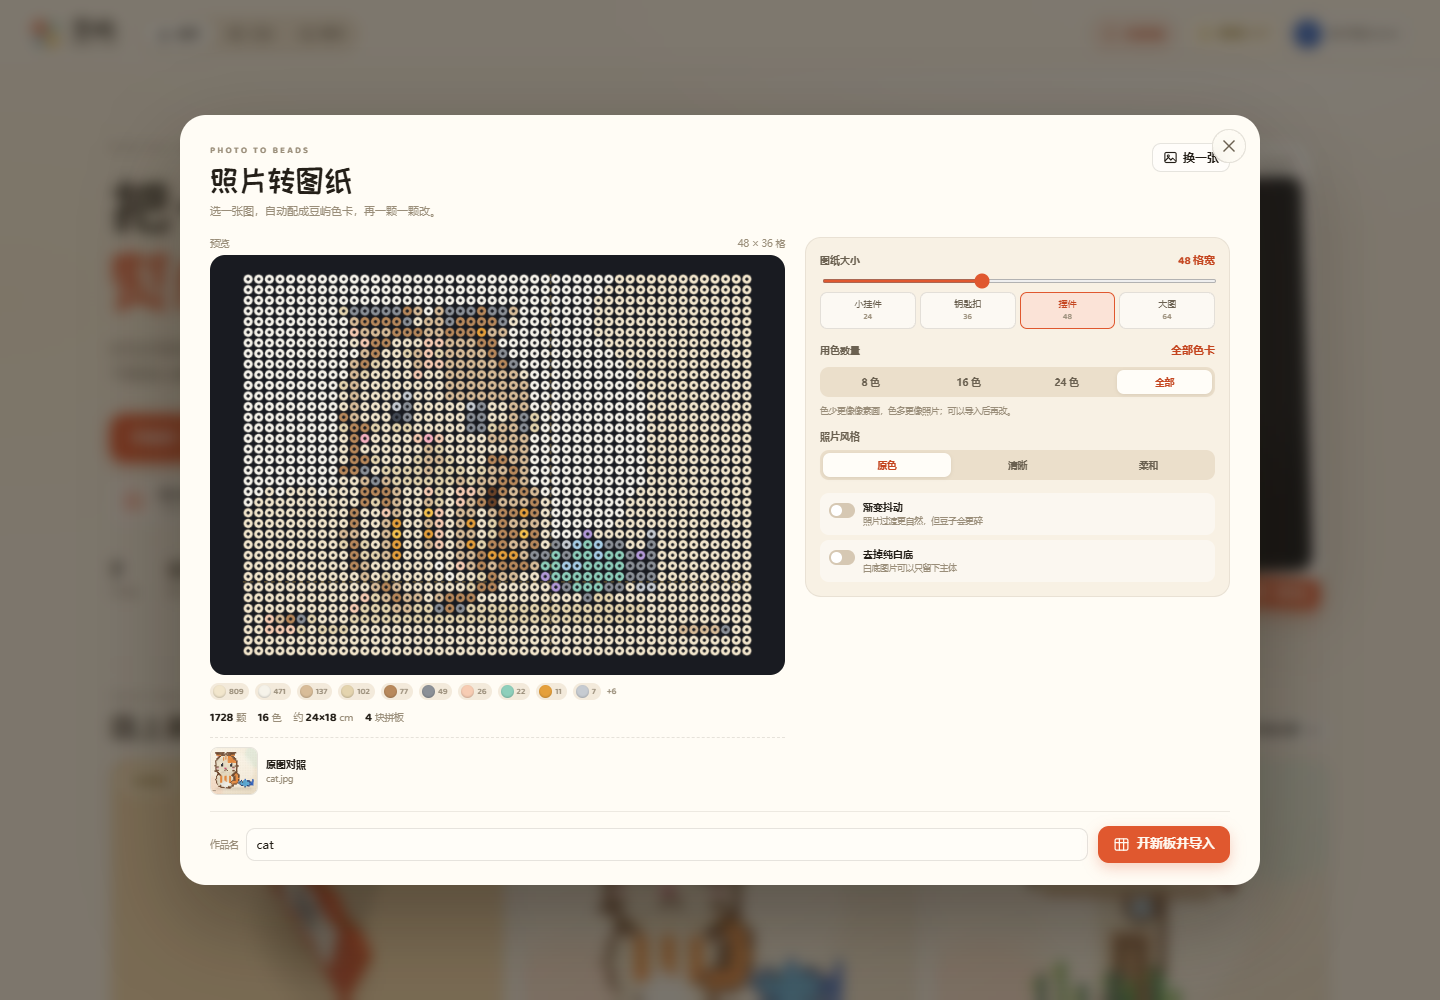 PHOTO TO BEADS
照片转图纸
选一张图，自动配成豆屿色卡，再一颗一颗改。
换一张
预览
48 × 36 格
809 471 137 102 77 49 26 22 11 7 +6
1728 颗 16 色 约 24×18 cm 4 块拼板
原图对照
cat.jpg
图纸大小
48 格宽
小挂件 钥匙扣 摆件 大图
24 36 48 64
用色数量
全部色卡
8 色 16 色 24 色 全部
色少更像像素画，色多更像照片；可以导入后再改。
照片风格
原色 清晰 柔和
渐变抖动
照片过渡更自然，但豆子会更碎
去掉纯白底
白底图片可以只留下主体
作品名
cat
开新板并导入